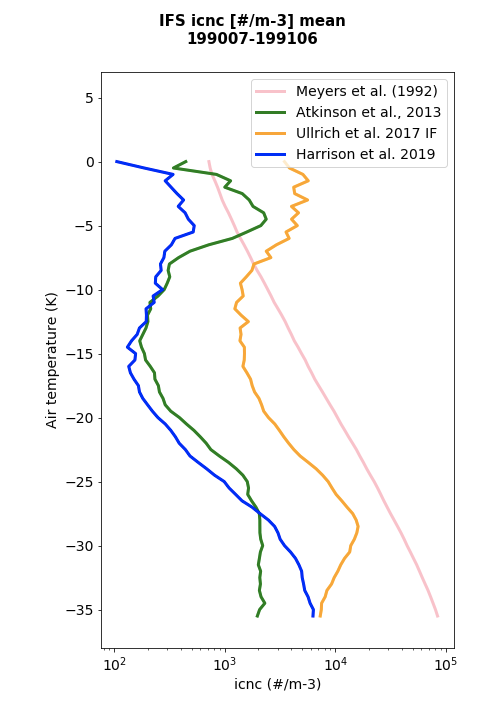 IFS icnc [#/m-3] mean
199007-199106
Meyers et al. (1992)
Atkinson et al., 2013
Ullrich et al. 2017 IF
Harrison et al. 2019
5
0
−5
−10
−15
−20
−25
−30
−35
Air temperature (K)
10²
10³
10⁴
10⁵
icnc (#/m-3)